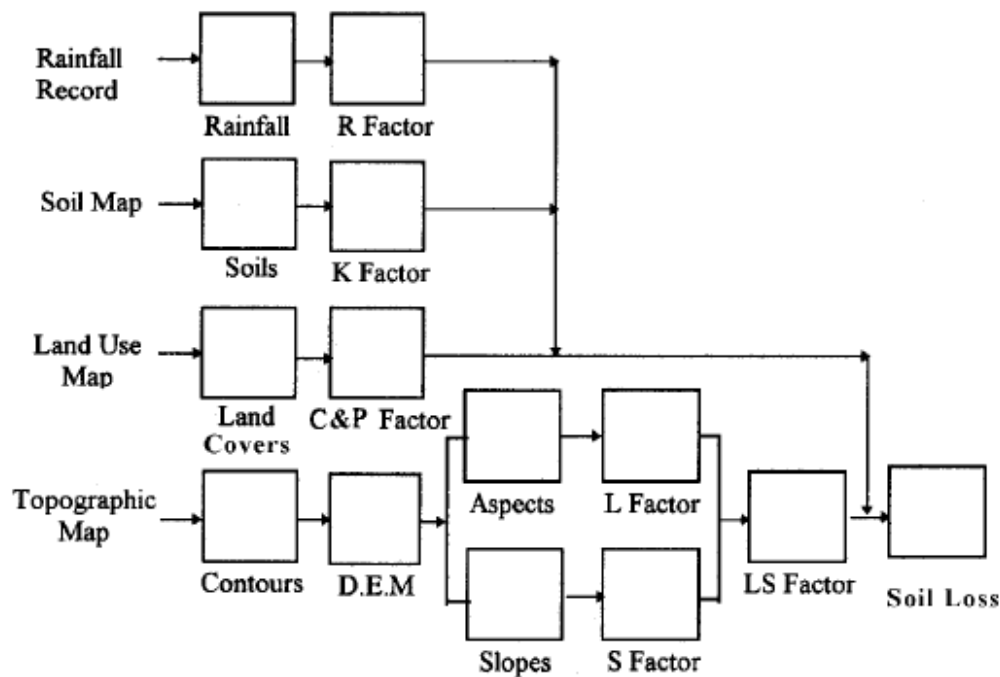 Rainfall
Record
Rainfall
R Factor
Soil Map
Soils
K Factor
Land Use
Map
Land
Covers
C&P Factor
Topographic
Map
Contours
D.E.M
Aspects
L Factor
Slopes
S Factor
LS Factor
Soil Loss